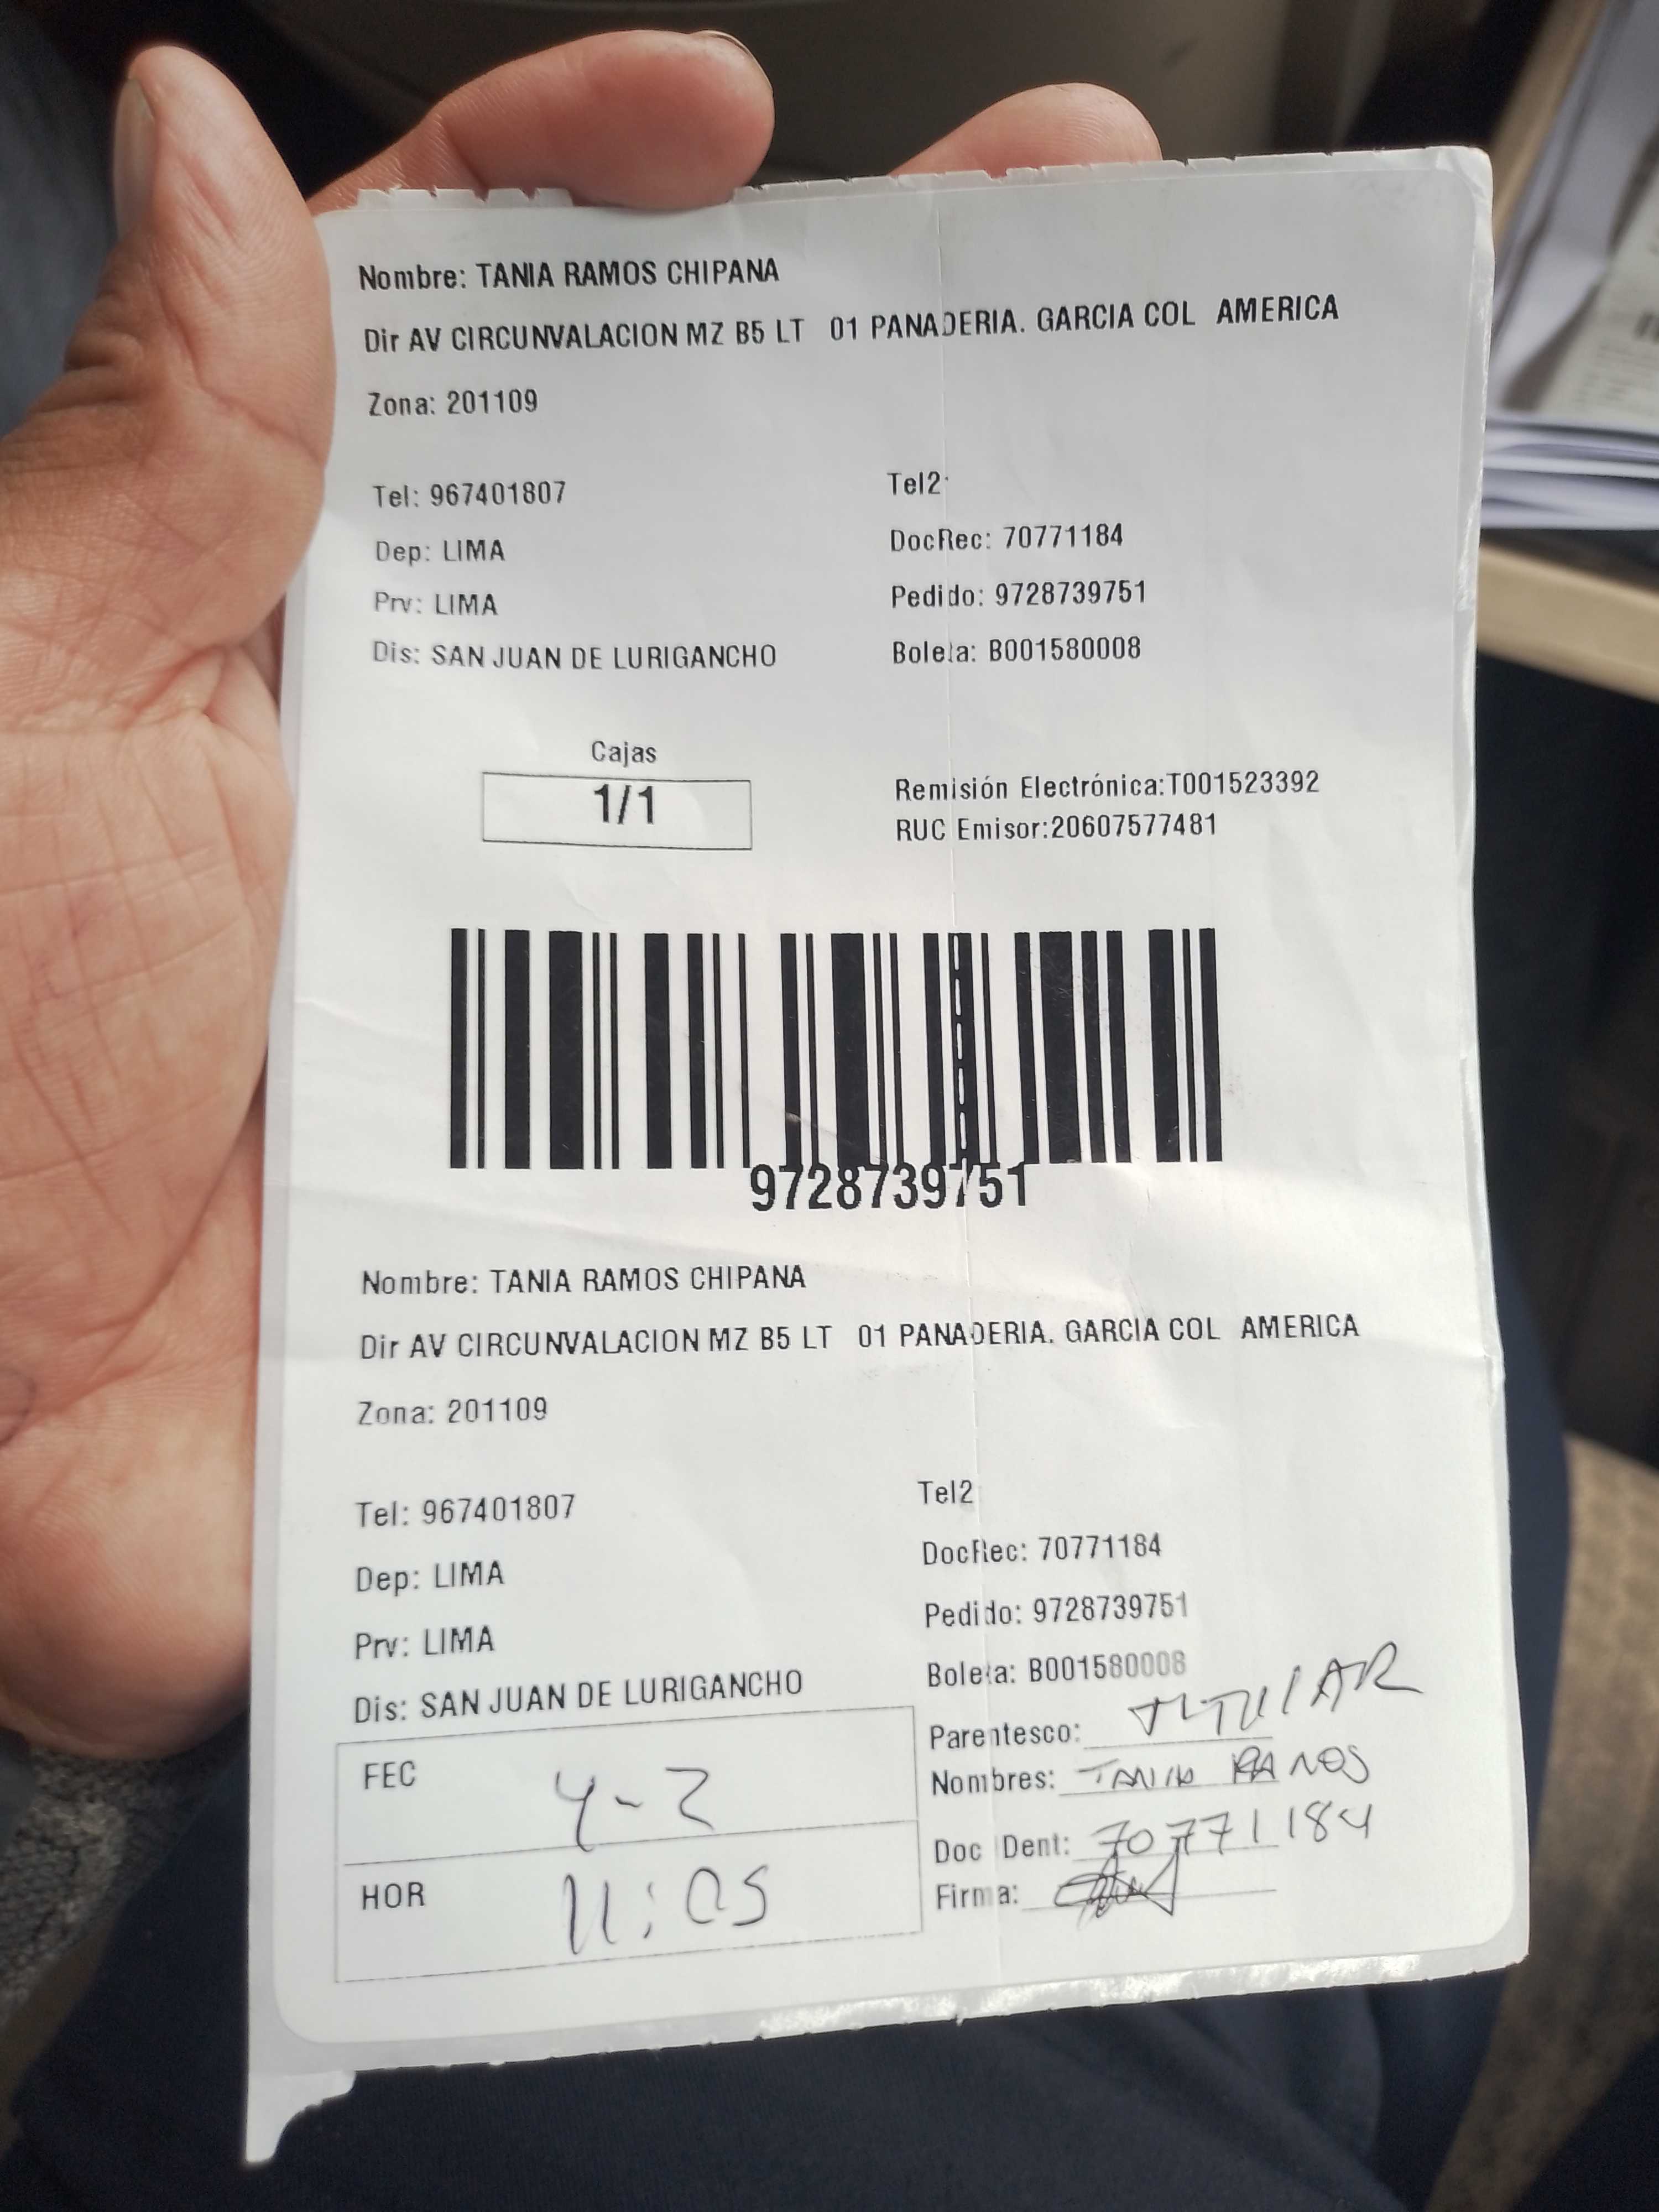 Nombre: TANIA RAMOS CHIPANA
Dir AV CIRCUNVALACION MZ B5 LT 01 PANADERIA. GARCIA COL AMERICA
Zona: 201109
Tel: 967401807
Tel2:
Dep: LIMA
DocRec: 70771184
Prv: LIMA
Pedido: 9728739751
Dis: SAN JUAN DE LURIGANCHO
Boleta: B001580008
Cajas
1/1
Remisión Electrónica:T001523392
RUC Emisor:20607577481
9728739751
Nombre: TANIA RAMOS CHIPANA
Dir AV CIRCUNVALACION MZ B5 LT 01 PANADERIA. GARCIA COL AMERICA
Zona: 201109
Tel: 967401807
Tel2
Dep: LIMA
DocRec: 70771184
Prv: LIMA
Pedido: 9728739751
Dis: SAN JUAN DE LURIGANCHO
Boleta: B001580008
FEC 4-2
HOR 11:05
Parentesco: TITULAR
Nombres: TANIA RAMOS
Doc Dent: 70771184
Firma: